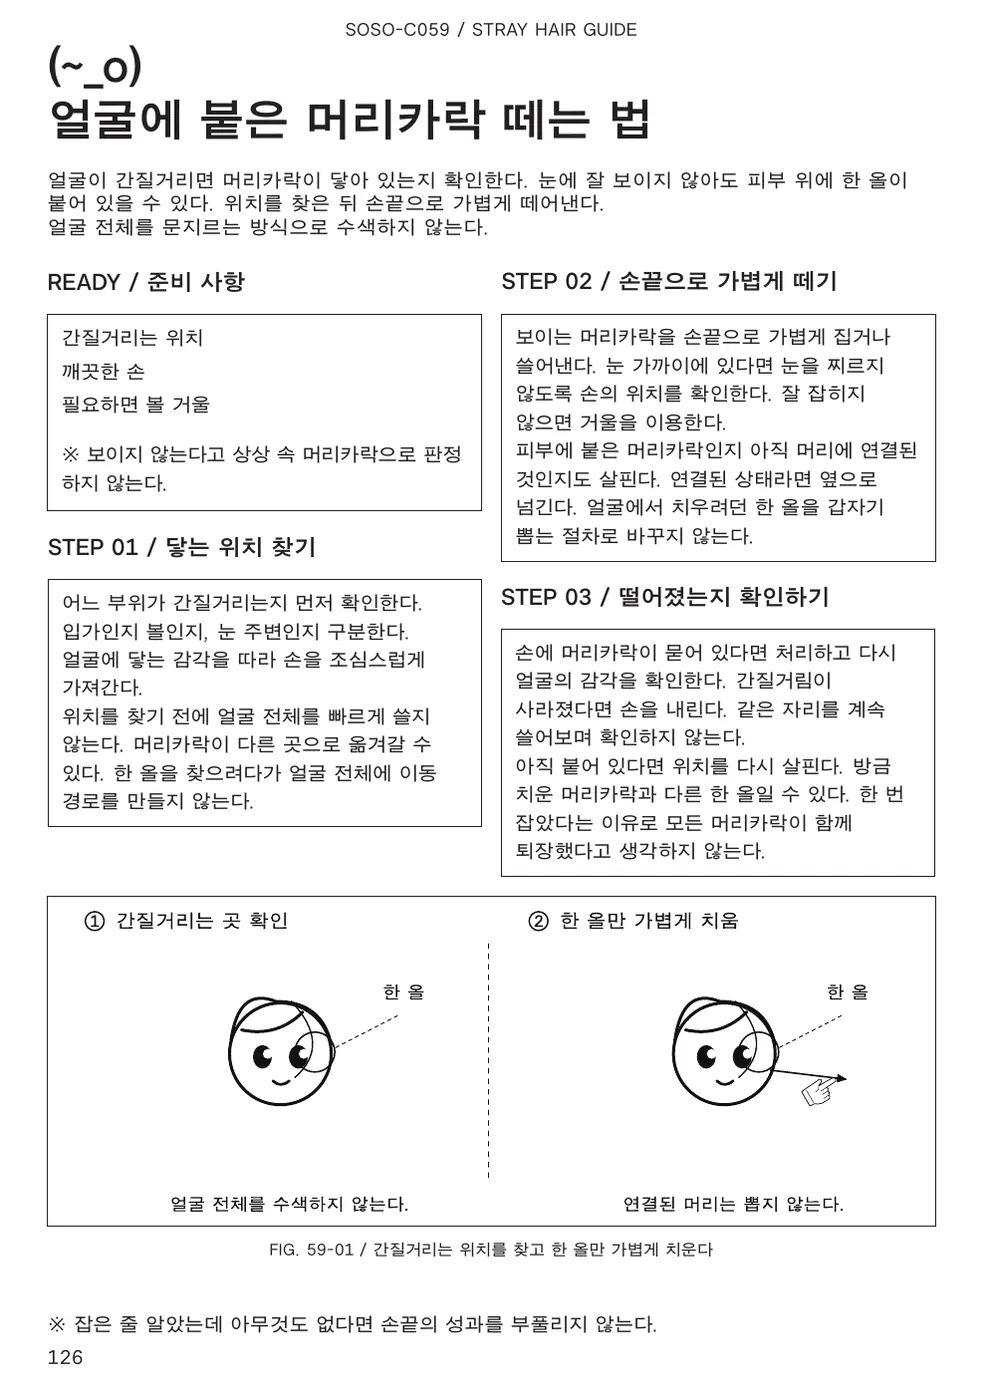 SOSO-C059 / STRAY HAIR GUIDE
(~_o)
얼굴에 붙은 머리카락 떼는 법
얼굴이 간질거리면 머리카락이 닿아 있는지 확인한다. 눈에 잘 보이지 않아도 피부 위에 한 올이
붙어 있을 수 있다. 위치를 찾은 뒤 손끝으로 가볍게 떼어낸다.
얼굴 전체를 문지르는 방식으로 수색하지 않는다.
READY / 준비 사항
간질거리는 위치
깨끗한 손
필요하면 볼 거울
※ 보이지 않는다고 상상 속 머리카락으로 판정
하지 않는다.
STEP 01 / 닿는 위치 찾기
어느 부위가 간질거리는지 먼저 확인한다.
입가인지 볼인지, 눈 주변인지 구분한다.
얼굴에 닿는 감각을 따라 손을 조심스럽게
가져간다.
위치를 찾기 전에 얼굴 전체를 빠르게 쓸지
않는다. 머리카락이 다른 곳으로 옮겨갈 수
있다. 한 올을 찾으려다가 얼굴 전체에 이동
경로를 만들지 않는다.
STEP 02 / 손끝으로 가볍게 떼기
보이는 머리카락을 손끝으로 가볍게 집거나
쓸어낸다. 눈 가까이에 있다면 눈을 찌르지
않도록 손의 위치를 확인한다. 잘 잡히지
않으면 거울을 이용한다.
피부에 붙은 머리카락인지 아직 머리에 연결된
것인지도 살핀다. 연결된 상태라면 옆으로
넘긴다. 얼굴에서 치우려던 한 올을 갑자기
뽑는 절차로 바꾸지 않는다.
STEP 03 / 떨어졌는지 확인하기
손에 머리카락이 묻어 있다면 처리하고 다시
얼굴의 감각을 확인한다. 간질거림이
사라졌다면 손을 내린다. 같은 자리를 계속
쓸어보며 확인하지 않는다.
아직 붙어 있다면 위치를 다시 살핀다. 방금
치운 머리카락과 다른 한 올일 수 있다. 한 번
잡았다는 이유로 모든 머리카락이 함께
퇴장했다고 생각하지 않는다.
① 간질거리는 곳 확인
한 올
얼굴 전체를 수색하지 않는다.
② 한 올만 가볍게 치움
한 올
연결된 머리는 뽑지 않는다.
FIG. 59-01 / 간질거리는 위치를 찾고 한 올만 가볍게 치운다
※ 잡은 줄 알았는데 아무것도 없다면 손끝의 성과를 부풀리지 않는다.
126